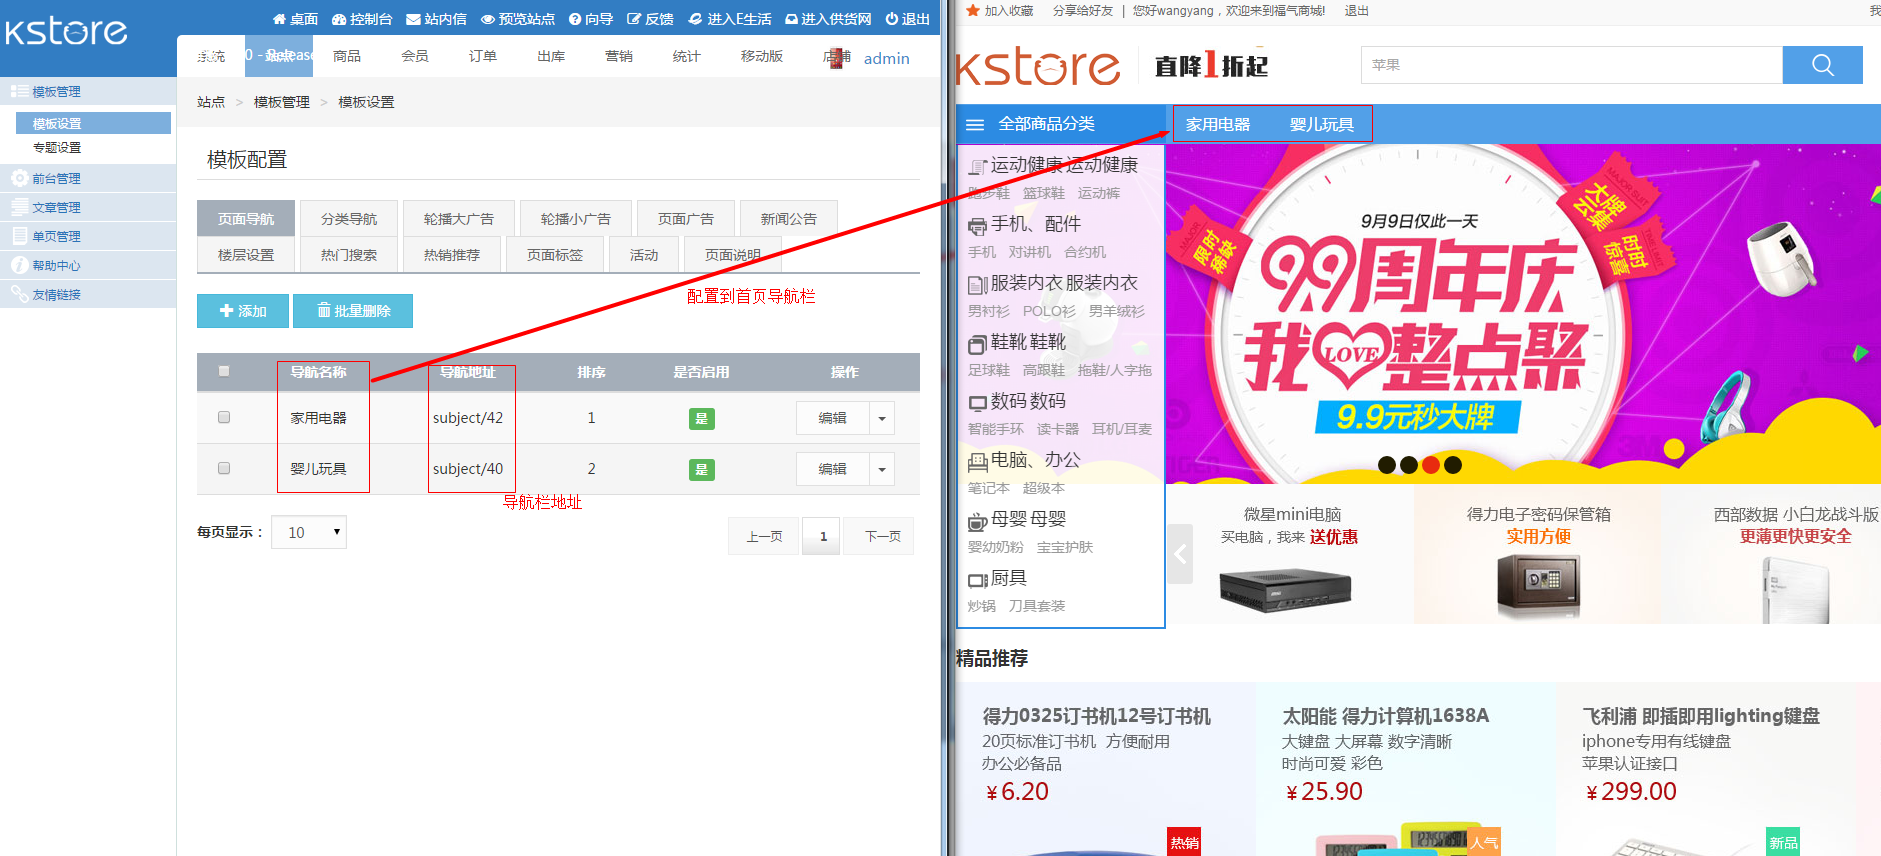 kstore
桌面 控制台 站内信 预览站点 向导 反馈 进入E生活 进入供货网 退出
系统 站点 商品 会员 订单 出库 营销 统计 移动版 店铺 admin
模板管理
模板设置
专题设置
前台管理
文章管理
单页管理
帮助中心
友情链接
站点 > 模板管理 > 模板设置
模板配置
页面导航 分类导航 轮播大广告 轮播小广告 页面广告 新闻公告
楼层设置 热门搜索 热销推荐 页面标签 活动 页面说明
配置到首页导航栏
添加 批量删除
导航名称 导航地址 排序 是否启用 操作
家用电器 subject/42 1 是 编辑
婴儿玩具 subject/40 2 是 编辑
导航栏地址
每页显示： 10 上一页 1 下一页
加入收藏 分享给好友 | 您好wangyang，欢迎来到福气商城! 退出
kstore 直降1折起 苹果
全部商品分类 家用电器 婴儿玩具
运动健康 运动健康
跑步鞋 篮球鞋 运动裤
手机、配件
手机 对讲机 合约机
服装内衣 服装内衣
男衬衫 POLO衫 男羊绒衫
鞋靴 鞋靴
足球鞋 高跟鞋 拖鞋/人字拖
数码 数码
智能手环 读卡器 耳机/耳麦
电脑、办公
笔记本 超级本
母婴 母婴
婴幼奶粉 宝宝护肤
厨具
炒锅 刀具套装
9月9日仅此一天
99周年庆
我 LOVE 整点聚
9.9元秒大牌
限时
稀缺
大牌
云集
时时
惊喜
微星mini电脑
买电脑，我来 送优惠
得力电子密码保管箱
实用方便
西部数据 小白龙战斗版
更薄更快更安全
精品推荐
得力0325订书机12号订书机
20页标准订书机 方便耐用
办公必备品
¥6.20
热销
太阳能 得力计算机1638A
大键盘 大屏幕 数字清晰
时尚可爱 彩色
¥25.90
人气
飞利浦 即插即用lighting键盘
iphone专用有线键盘
苹果认证接口
¥299.00
新品